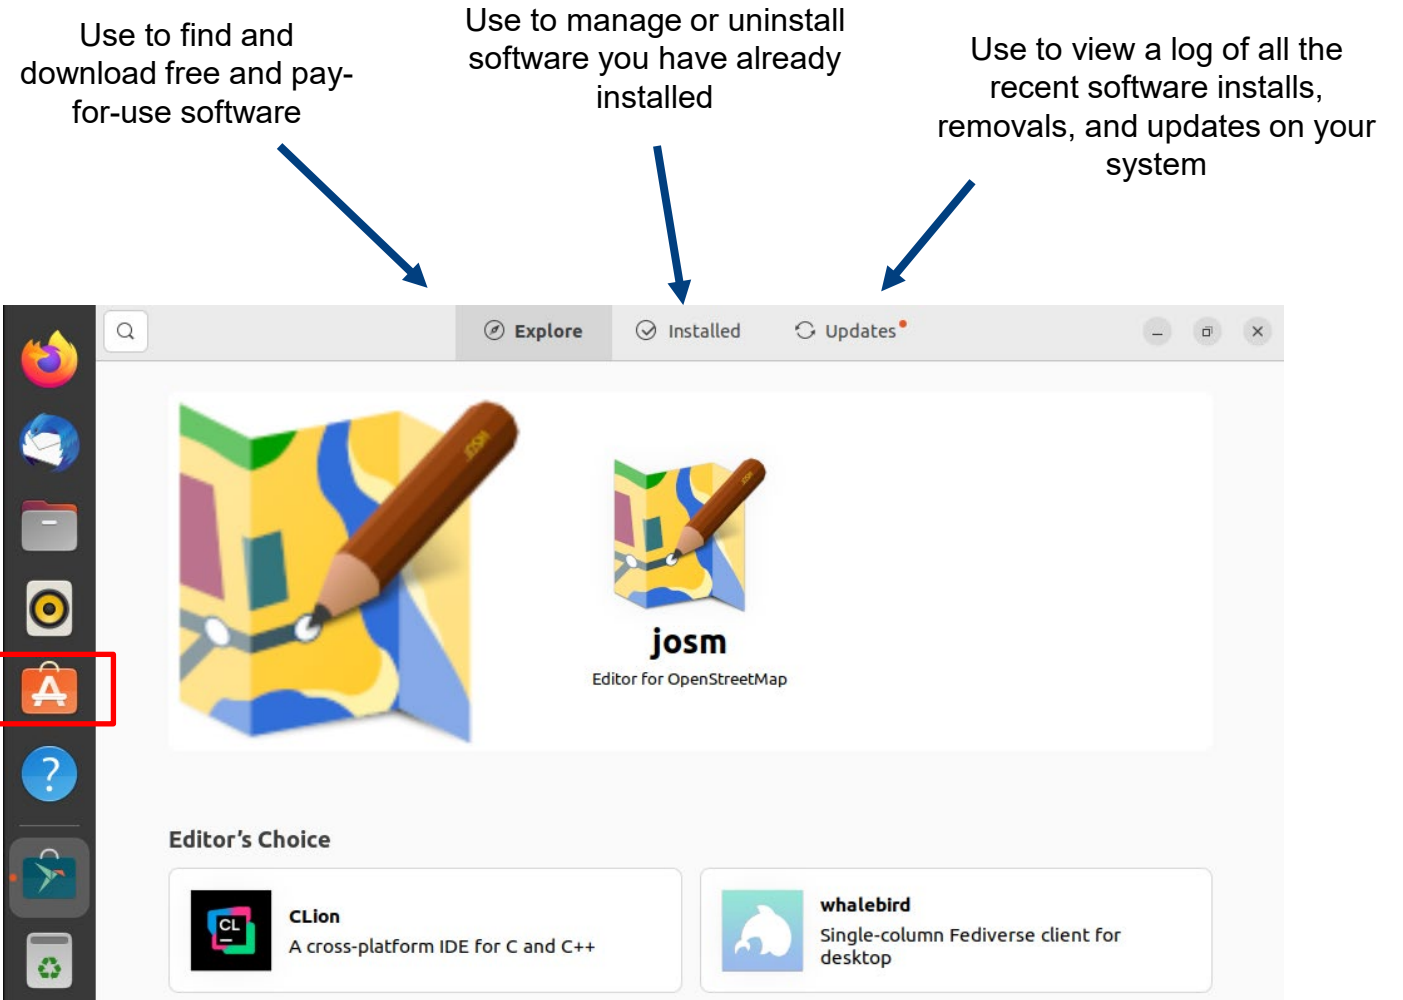 Use to find and
download free and pay-
for-use software
Use to manage or uninstall
software you have already
installed
Use to view a log of all the
recent software installs,
removals, and updates on your
system
Explore
Installed
Updates
JOSM
JOSM
josm
Editor for OpenStreetMap
A
?
Editor's Choice
CL
CLion
A cross-platform IDE for C and C++
whalebird
Single-column Fediverse client for
desktop